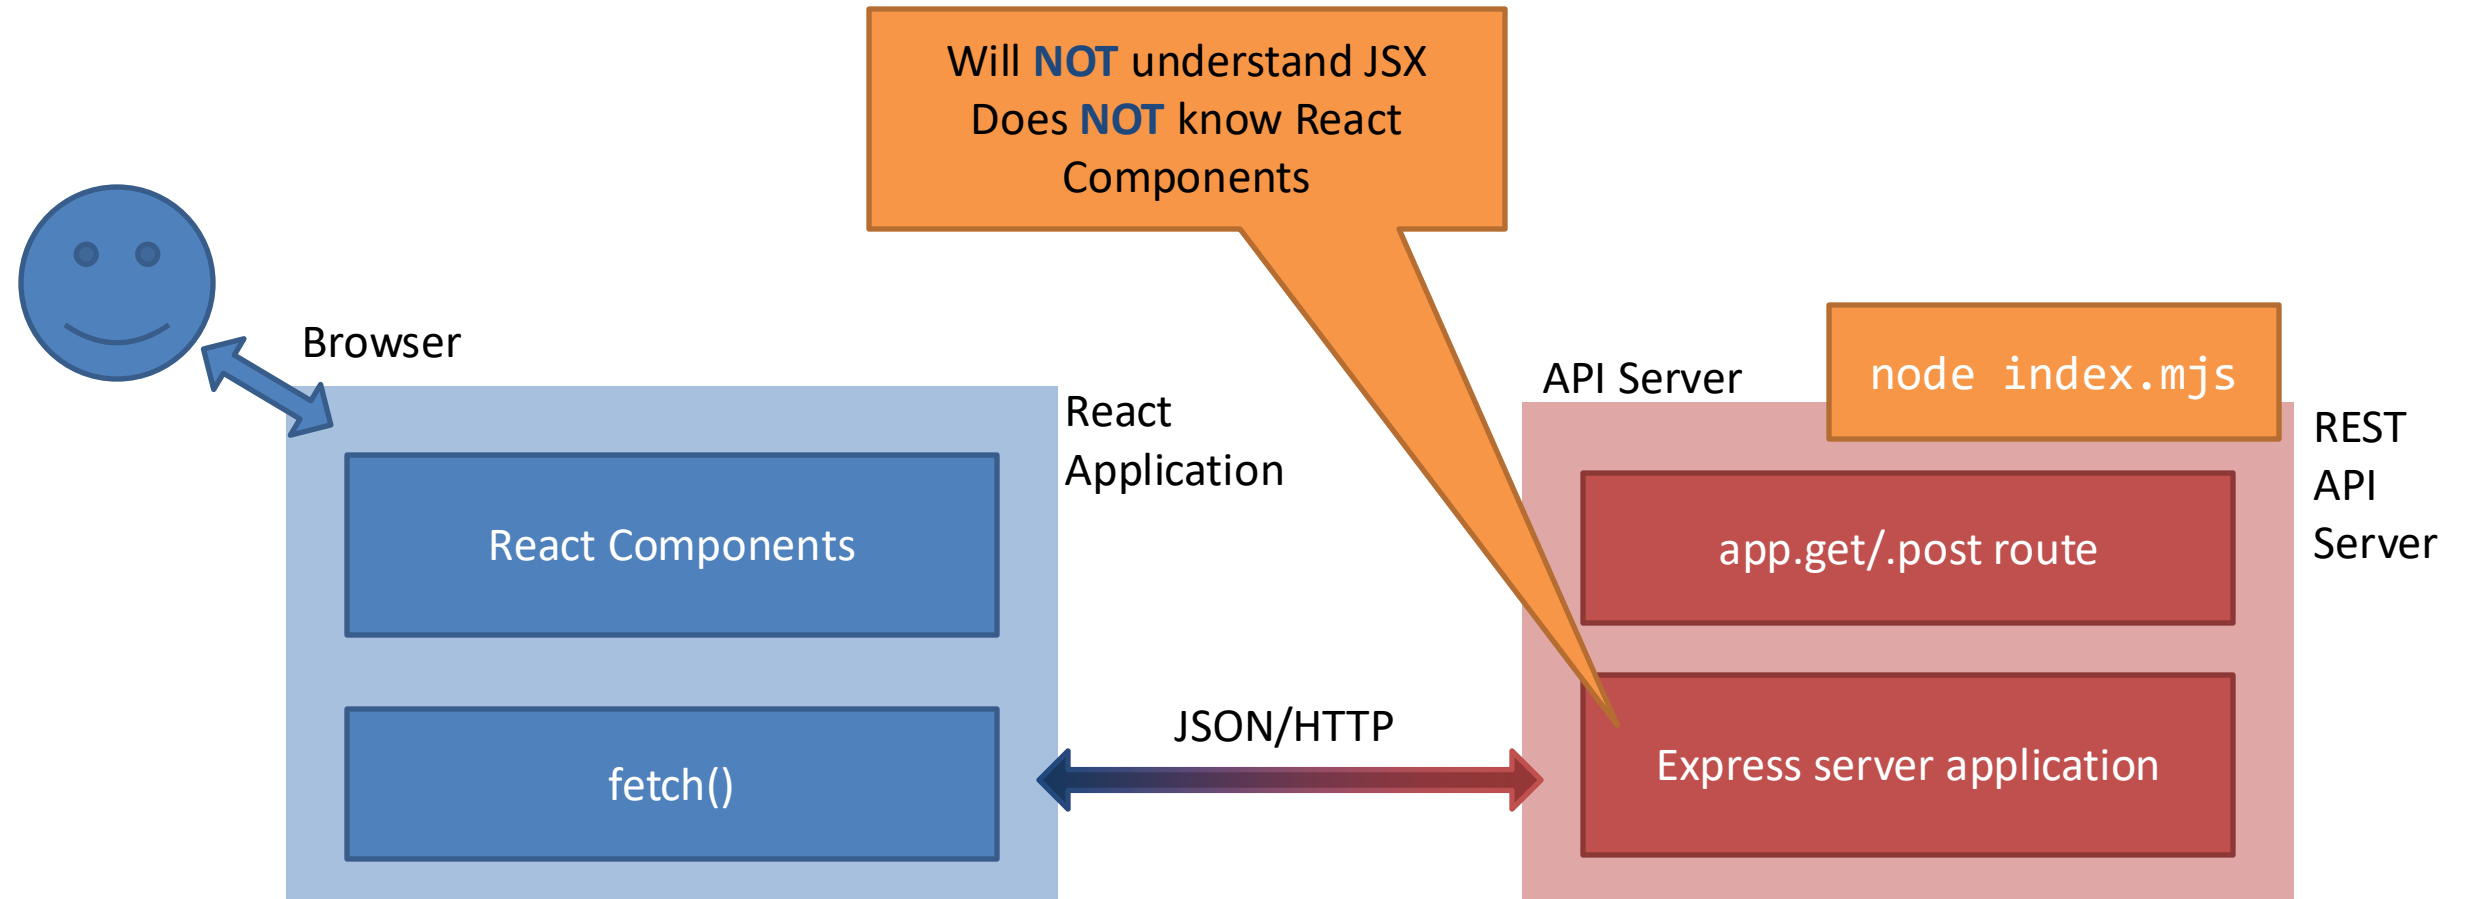 Will NOT understand JSX
Does NOT know React
Components
Browser
React
Application
React Components
fetch()
JSON/HTTP
API Server
node index.mjs
REST
API
Server
app.get/.post route
Express server application